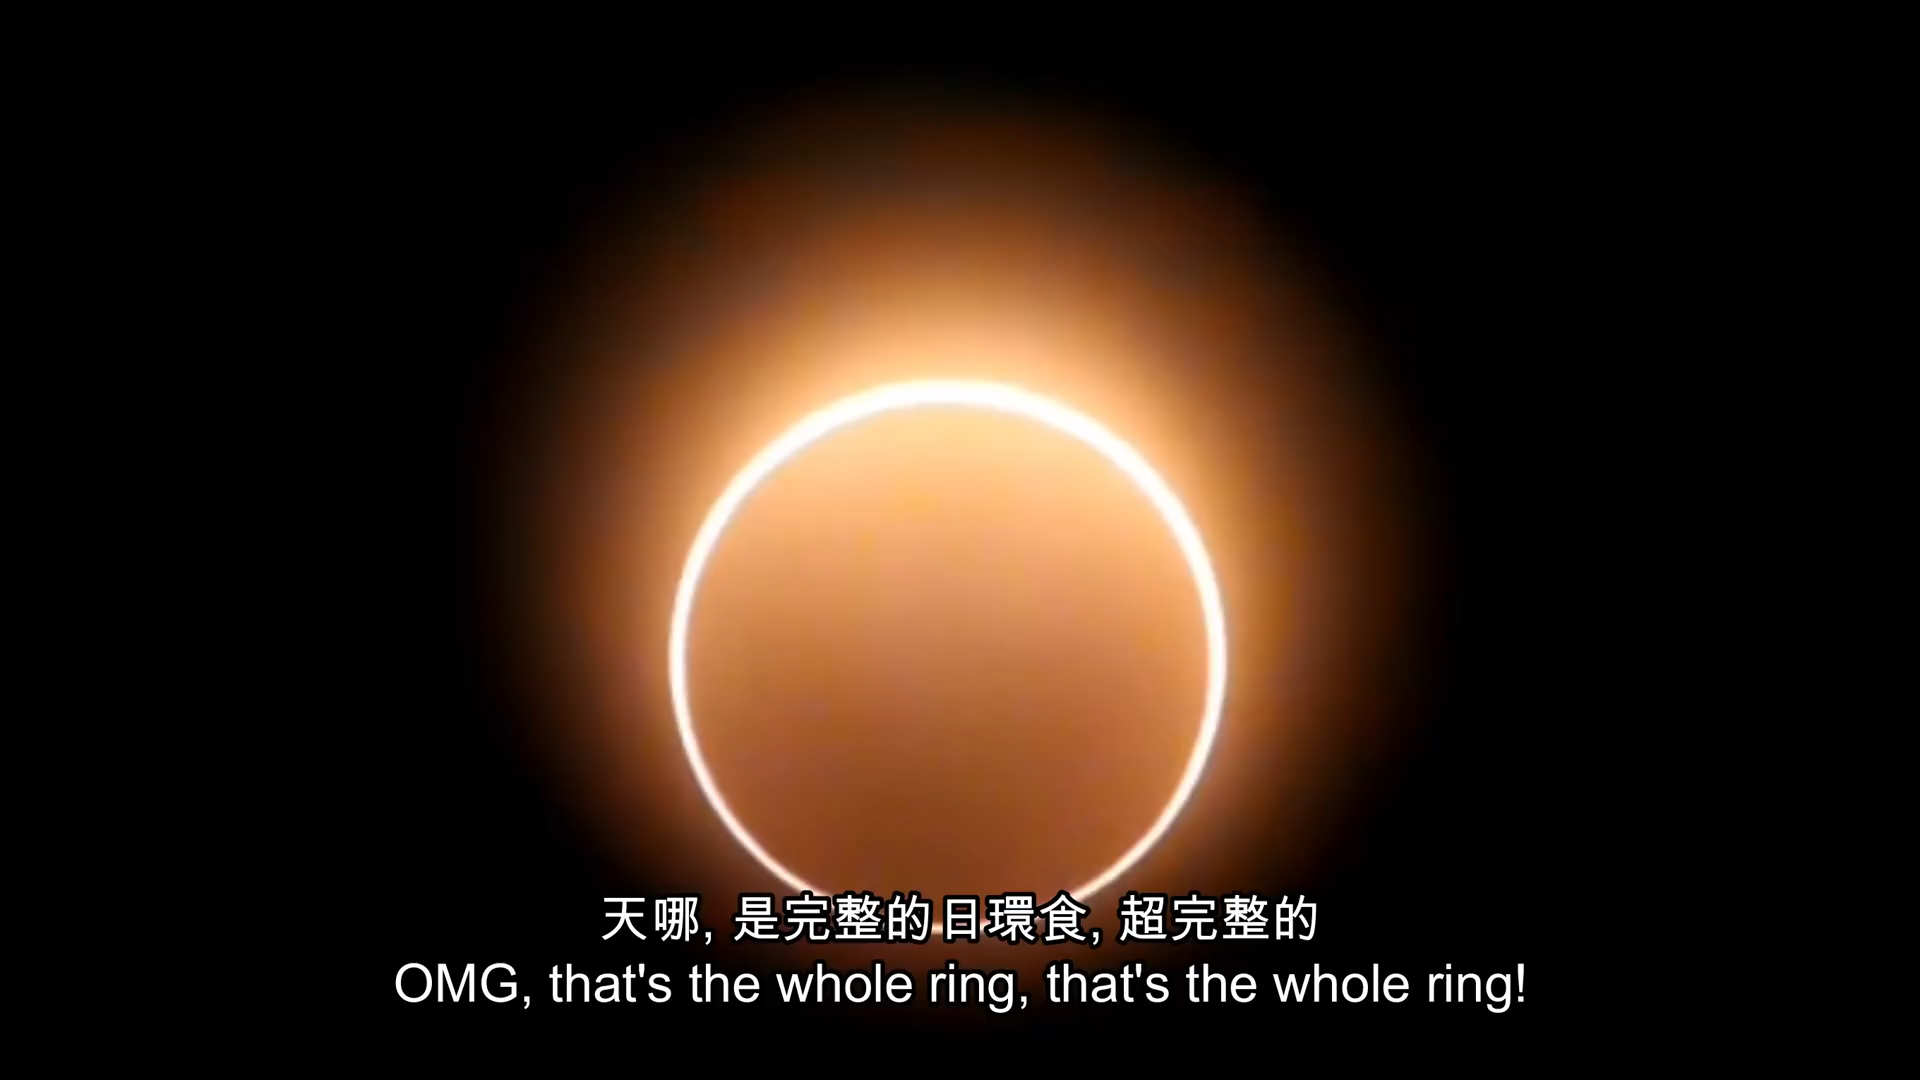 天哪, 是完整的日環食, 超完整的
OMG, that's the whole ring, that's the whole ring!